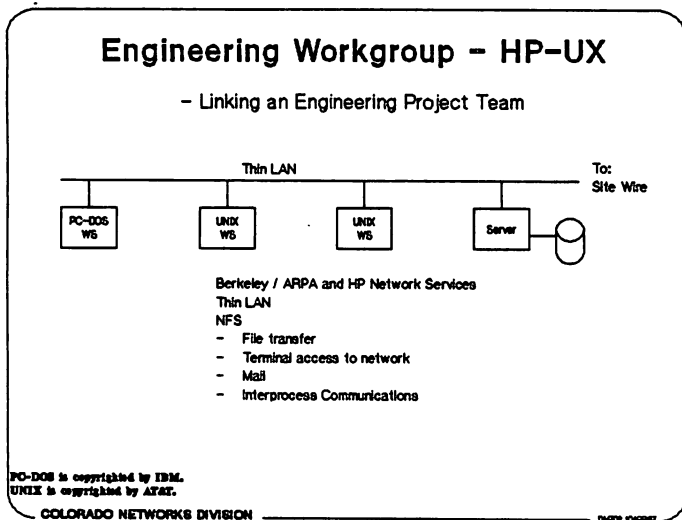 Engineering Workgroup - HP-UX
- Linking an Engineering Project Team
Thin LAN
To:
Site Wire
PC-DOS
WS
UNIX
WS
UNIX
WS
Server
Berkeley / ARPA and HP Network Services
Thin LAN
NFS
- File transfer
- Terminal access to network
- Mail
- Interprocess Communications
PC-DOS is copyrighted by IBM.
UNIX is copyrighted by AT&T.
COLORADO NETWORKS DIVISION